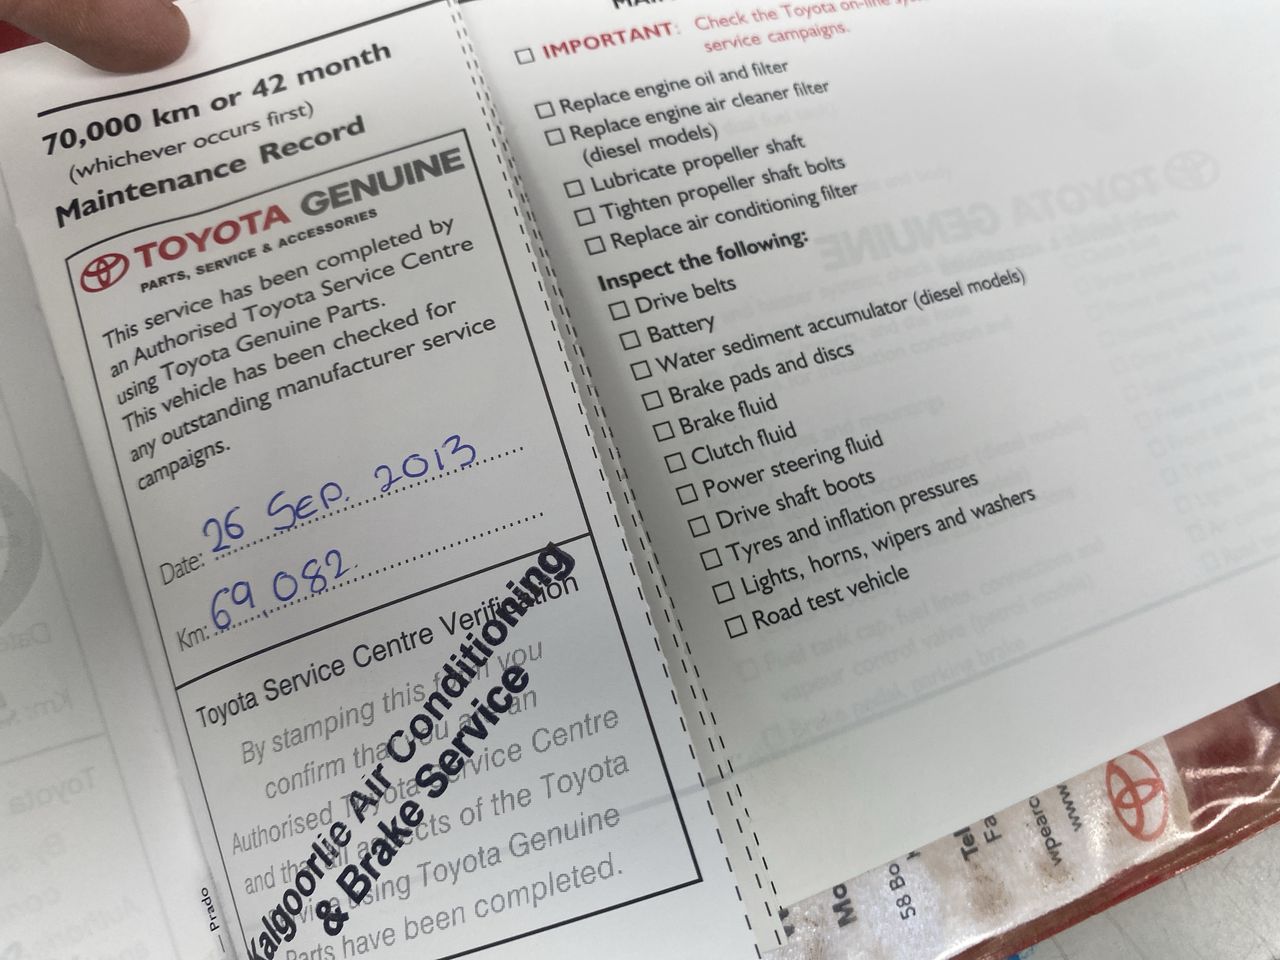 70,000 km or 42 month
(whichever occurs first)
Maintenance Record
TOYOTA GENUINE
PARTS, SERVICE & ACCESSORIES
This service has been completed by
an Authorised Toyota Service Centre
using Toyota Genuine Parts.
This vehicle has been checked for
any outstanding manufacturer service
campaigns.
Date: 26 SEP. 2013
Km: 69,082
Toyota Service Centre Verification
By stamping this you
confirm that you are an
Authorised Toyota Service Centre
and that all aspects of the Toyota
using Toyota Genuine
Parts have been completed.
Kalgoorlie Air Conditioning
& Brake Service
Prado
IMPORTANT: Check the Toyota on-line
service campaigns.
Replace engine oil and filter
Replace engine air cleaner filter
(diesel models)
Lubricate propeller shaft
Tighten propeller shaft bolts
Replace air conditioning filter
Inspect the following:
Drive belts
Battery
Water sediment accumulator (diesel models)
Brake pads and discs
Brake fluid
Clutch fluid
Power steering fluid
Drive shaft boots
Tyres and inflation pressures
Lights, horns, wipers and washers
Road test vehicle
58 Bo
Tel
Fa
wpearc
www